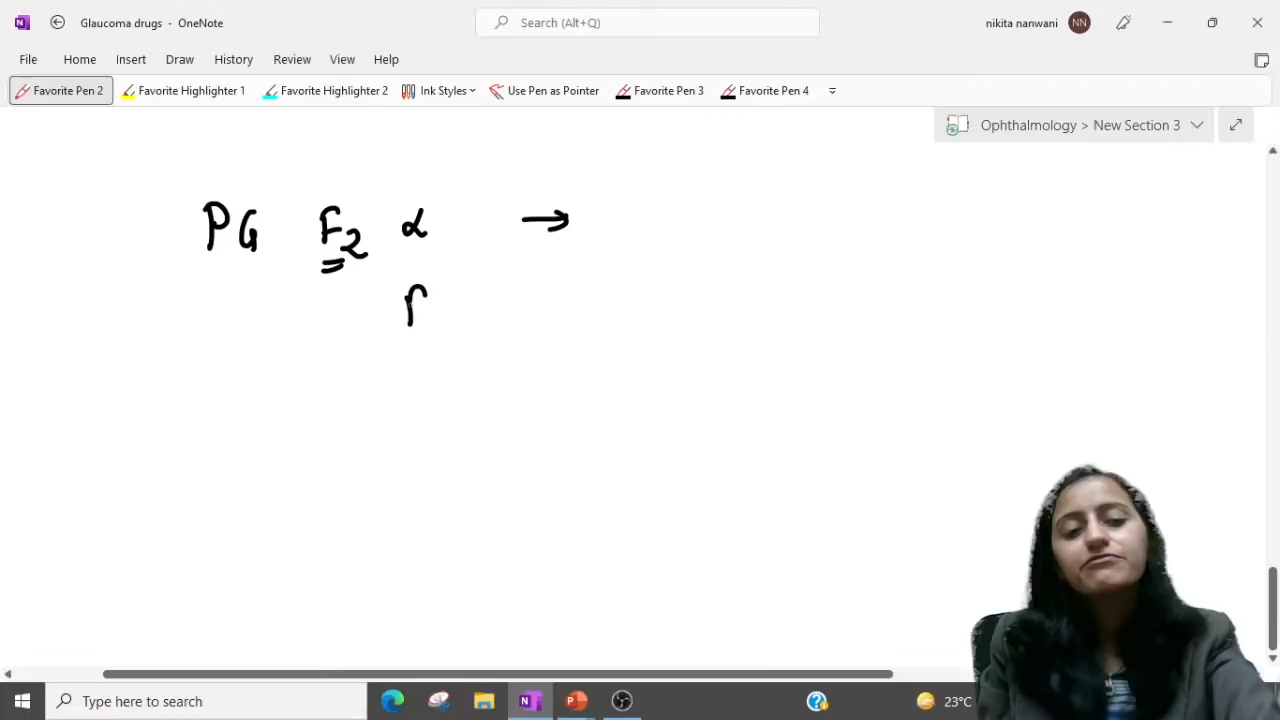 Glaucoma drugs - OneNote
Search (Alt+Q)
nikita nanwani NN
File Home Insert Draw History Review View Help
Favorite Pen 2 Favorite Highlighter 1 Favorite Highlighter 2 Ink Styles Use Pen as Pointer Favorite Pen 3 Favorite Pen 4
Ophthalmology > New Section 3
PG F₂ α →
Type here to search N P 23°C